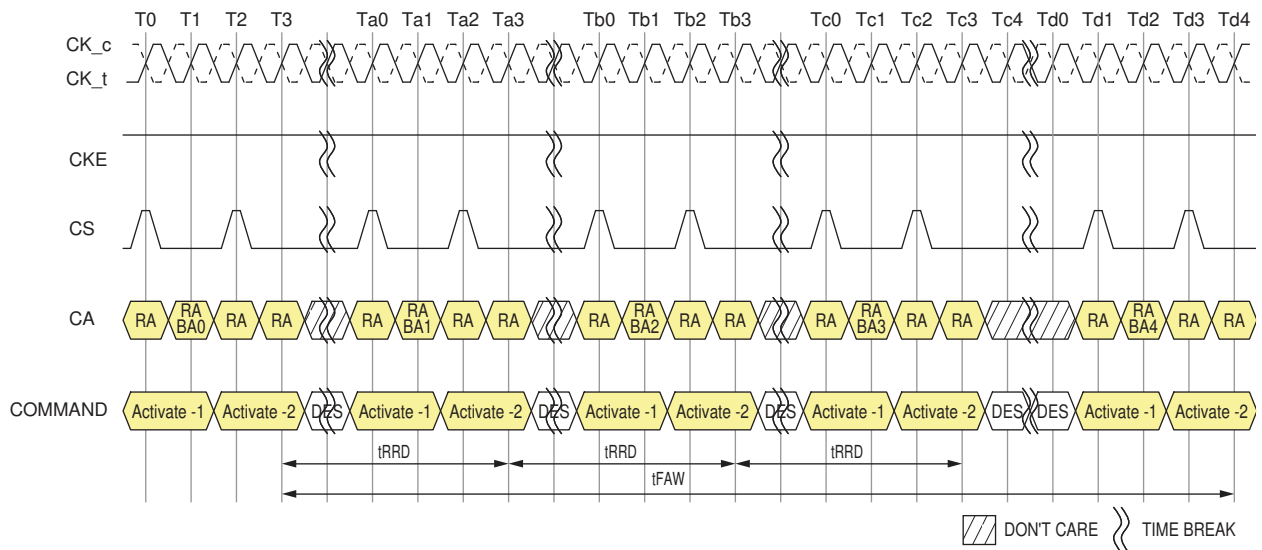 T0 T1 T2 T3 Ta0 Ta1 Ta2 Ta3 Tb0 Tb1 Tb2 Tb3 Tc0 Tc1 Tc2 Tc3 Tc4 Td0 Td1 Td2 Td3 Td4
CK_c
CK_t
CKE
CS
CA RA RA BA0 RA RA RA RA BA1 RA RA RA RA BA2 RA RA RA RA BA3 RA RA RA RA BA4 RA RA
COMMAND Activate -1 Activate -2 DES Activate -1 Activate -2 DES Activate -1 Activate -2 DES Activate -1 Activate -2 DES DES Activate -1 Activate -2
tRRD tRRD tRRD
tFAW
DON'T CARE TIME BREAK